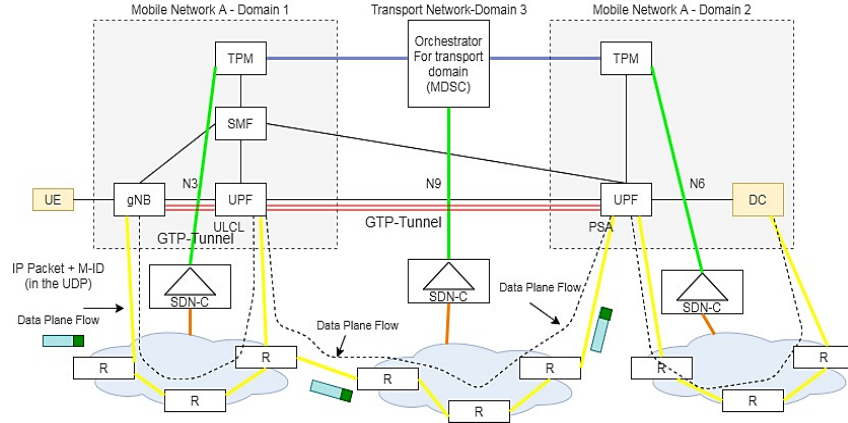 Mobile Network A - Domain 1
Transport Network-Domain 3
Mobile Network A - Domain 2
TPM
Orchestrator
For transport
domain
(MDSC)
TPM
SMF
N3
N9
N6
UE
gNB
UPF
UPF
DC
ULCL
GTP-Tunnel
PSA
GTP-Tunnel
IP Packet + M-ID
(in the UDP)
SDN-C
SDN-C
SDN-C
Data Plane Flow
Data Plane Flow
Data Plane Flow
R
R
R
R
R
R
R
R
R